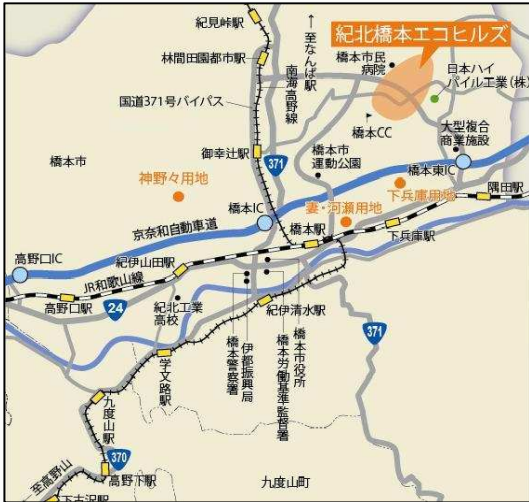 紀見峠駅
↑至なんば駅
紀北橋本エコヒルズ
林間田園都市駅
南海高野線
橋本市民
病院
日本ハイ
パイル工業(株)
国道371号バイパス
橋本CC
大型複合
商業施設
御幸辻駅
371
橋本市
運動公園
橋本市
橋本東IC
神野々用地
下兵庫用地
隅田駅
橋本IC
妻・河瀬用地
京奈和自動車道
橋本駅
下兵庫駅
高野口IC
紀伊山田駅
JR和歌山線
高野口駅
24
紀北工業
高校
紀伊清水駅
371
橋本警察署
伊都振興局
橋本労働基準監督署
橋本市役所
学文路駅
九度山駅
370
高野下駅
至高野山
九度山町
下古沢駅